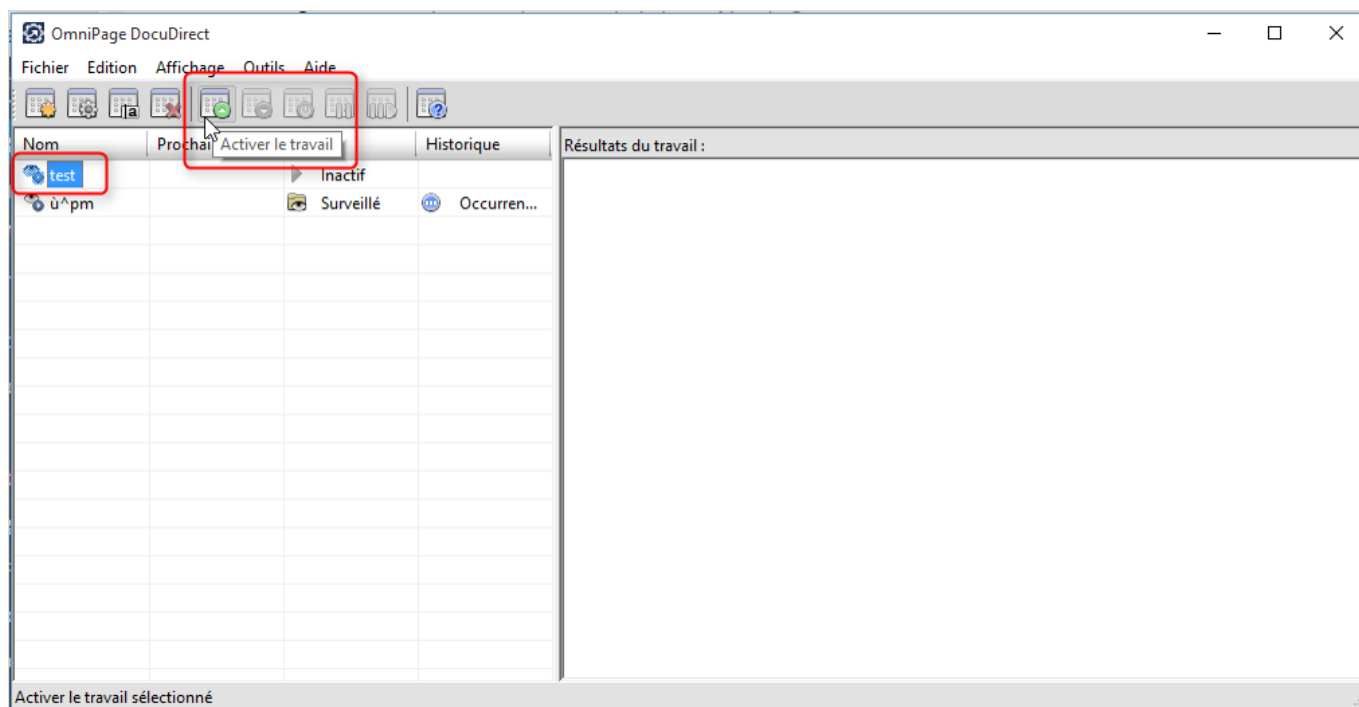 OmniPage DocuDirect
Fichier Edition Affichage Outils Aide
Nom Prochai Historique Résultats du travail :
Activer le travail
test Inactif
ù^pm Surveillé Occurren...
Activer le travail sélectionné